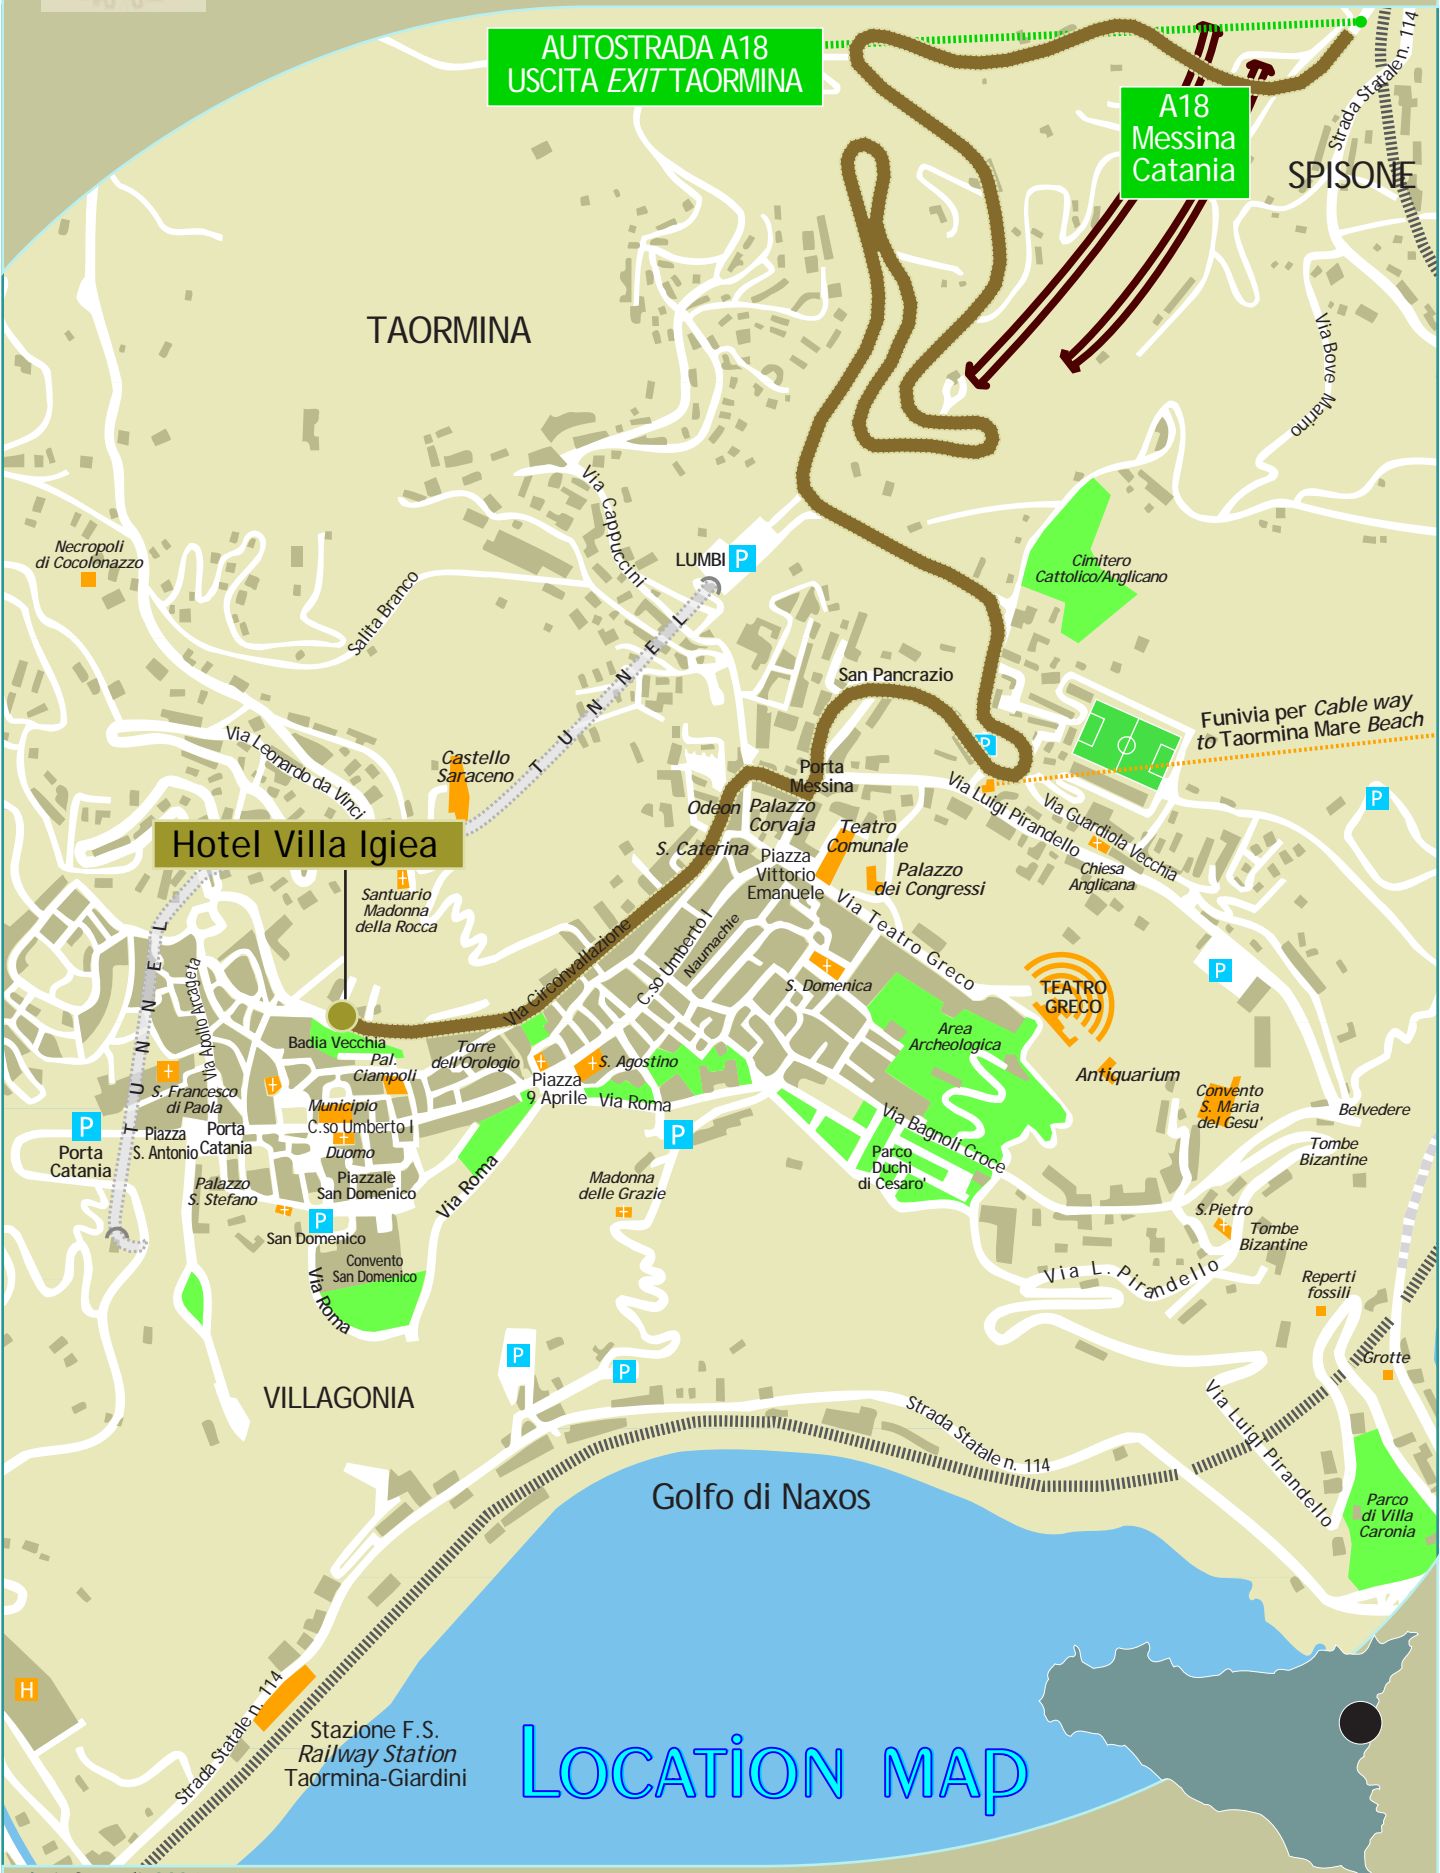 AUTOSTRADA A18
USCITA EXIT TAORMINA
A18
Messina
Catania
Strada Statale n. 114
SPISONE
TAORMINA
Via Bove Marino
Via Cappuccini
Necropoli
di Cocolonazzo
LUMBI P
Cimitero
Cattolico/Anglicano
Salita Branco
TUNNEL
San Pancrazio
Funivia per Cable way
to Taormina Mare Beach
P
Via Leonardo da Vinci
Castello
Saraceno
Porta
Messina
Via Luigi Pirandello
Via Guardiola Vecchia
P
Odeon
Palazzo
Corvaja
Hotel Villa Igiea
S. Caterina
Teatro
Comunale
Piazza
Vittorio
Emanuele
Palazzo
dei Congressi
Chiesa
Anglicana
Santuario
Madonna
della Rocca
Via Teatro Greco
C.so Umberto I
Naumachie
Via Circonvallazione
TUNNEL
Via Apollo Arcageta
S. Domenica
TEATRO
GRECO
P
Area
Archeologica
Badia Vecchia
Torre
dell'Orologio
Pal.
Ciampoli
S. Agostino
Antiquarium
S. Francesco
di Paola
Piazza
9 Aprile
Via Roma
Convento
S. Maria
del Gesu'
Belvedere
Municipio
C.so Umberto I
P
Porta
Catania
Piazza
S. Antonio
Porta
Catania
Duomo
P
Via Bagnoli Croce
Parco
Duchi
di Cesaro'
Tombe
Bizantine
Palazzo
S. Stefano
Piazzale
San Domenico
Via Roma
Madonna
delle Grazie
P
San Domenico
S.Pietro
Tombe
Bizantine
Convento
San Domenico
Via Roma
Via L. Pirandello
Reperti
fossili
P
P
Grotte
VILLAGONIA
Strada Statale n. 114
Via Luigi Pirandello
Golfo di Naxos
Parco
di Villa
Caronia
H
Strada Statale n. 114
Stazione F.S.
Railway Station
Taormina-Giardini
LOCATiON MAP